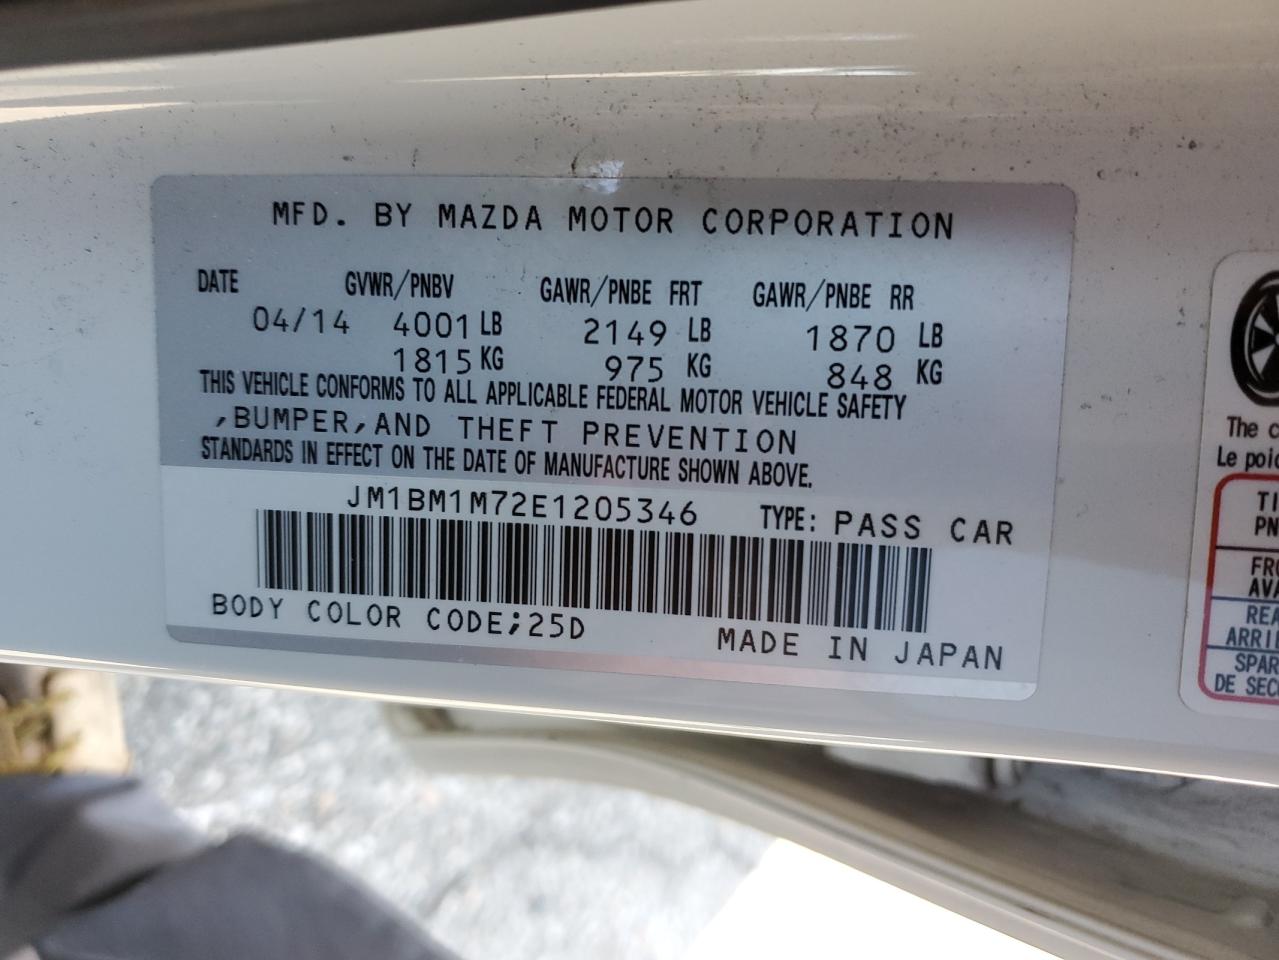 MFD. BY MAZDA MOTOR CORPORATION
DATE GVWR/PNBV GAWR/PNBE FRT GAWR/PNBE RR
04/14 4001 LB 2149 LB 1870 LB
1815 KG 975 KG 848 KG
THIS VEHICLE CONFORMS TO ALL APPLICABLE FEDERAL MOTOR VEHICLE SAFETY
,BUMPER,AND THEFT PREVENTION
STANDARDS IN EFFECT ON THE DATE OF MANUFACTURE SHOWN ABOVE.
JM1BM1M72E1205346 TYPE: PASS CAR
BODY COLOR CODE;25D
MADE IN JAPAN
The
Le